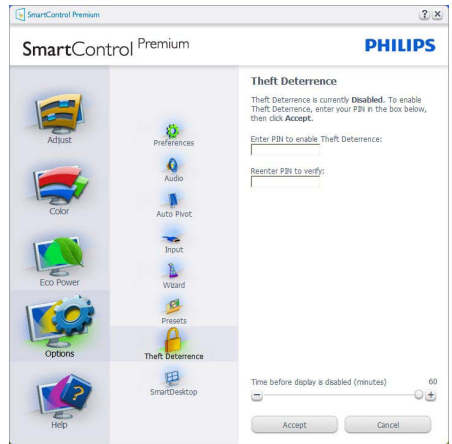 SmartControl Premium
SmartControl Premium
PHILIPS
Adjust
Color
Eco Power
Options
Help
Preferences
Audio
Auto Pivot
Input
Wizard
Presets
Theft Deterrence
SmartDesktop
Theft Deterrence
Theft Deterrence is currently Disabled. To enable
Theft Deterrence, enter your PIN in the box below,
then click Accept.
Enter PIN to enable Theft Deterrence:
Reenter PIN to verify:
Time before display is disabled (minutes) 60
Accept Cancel